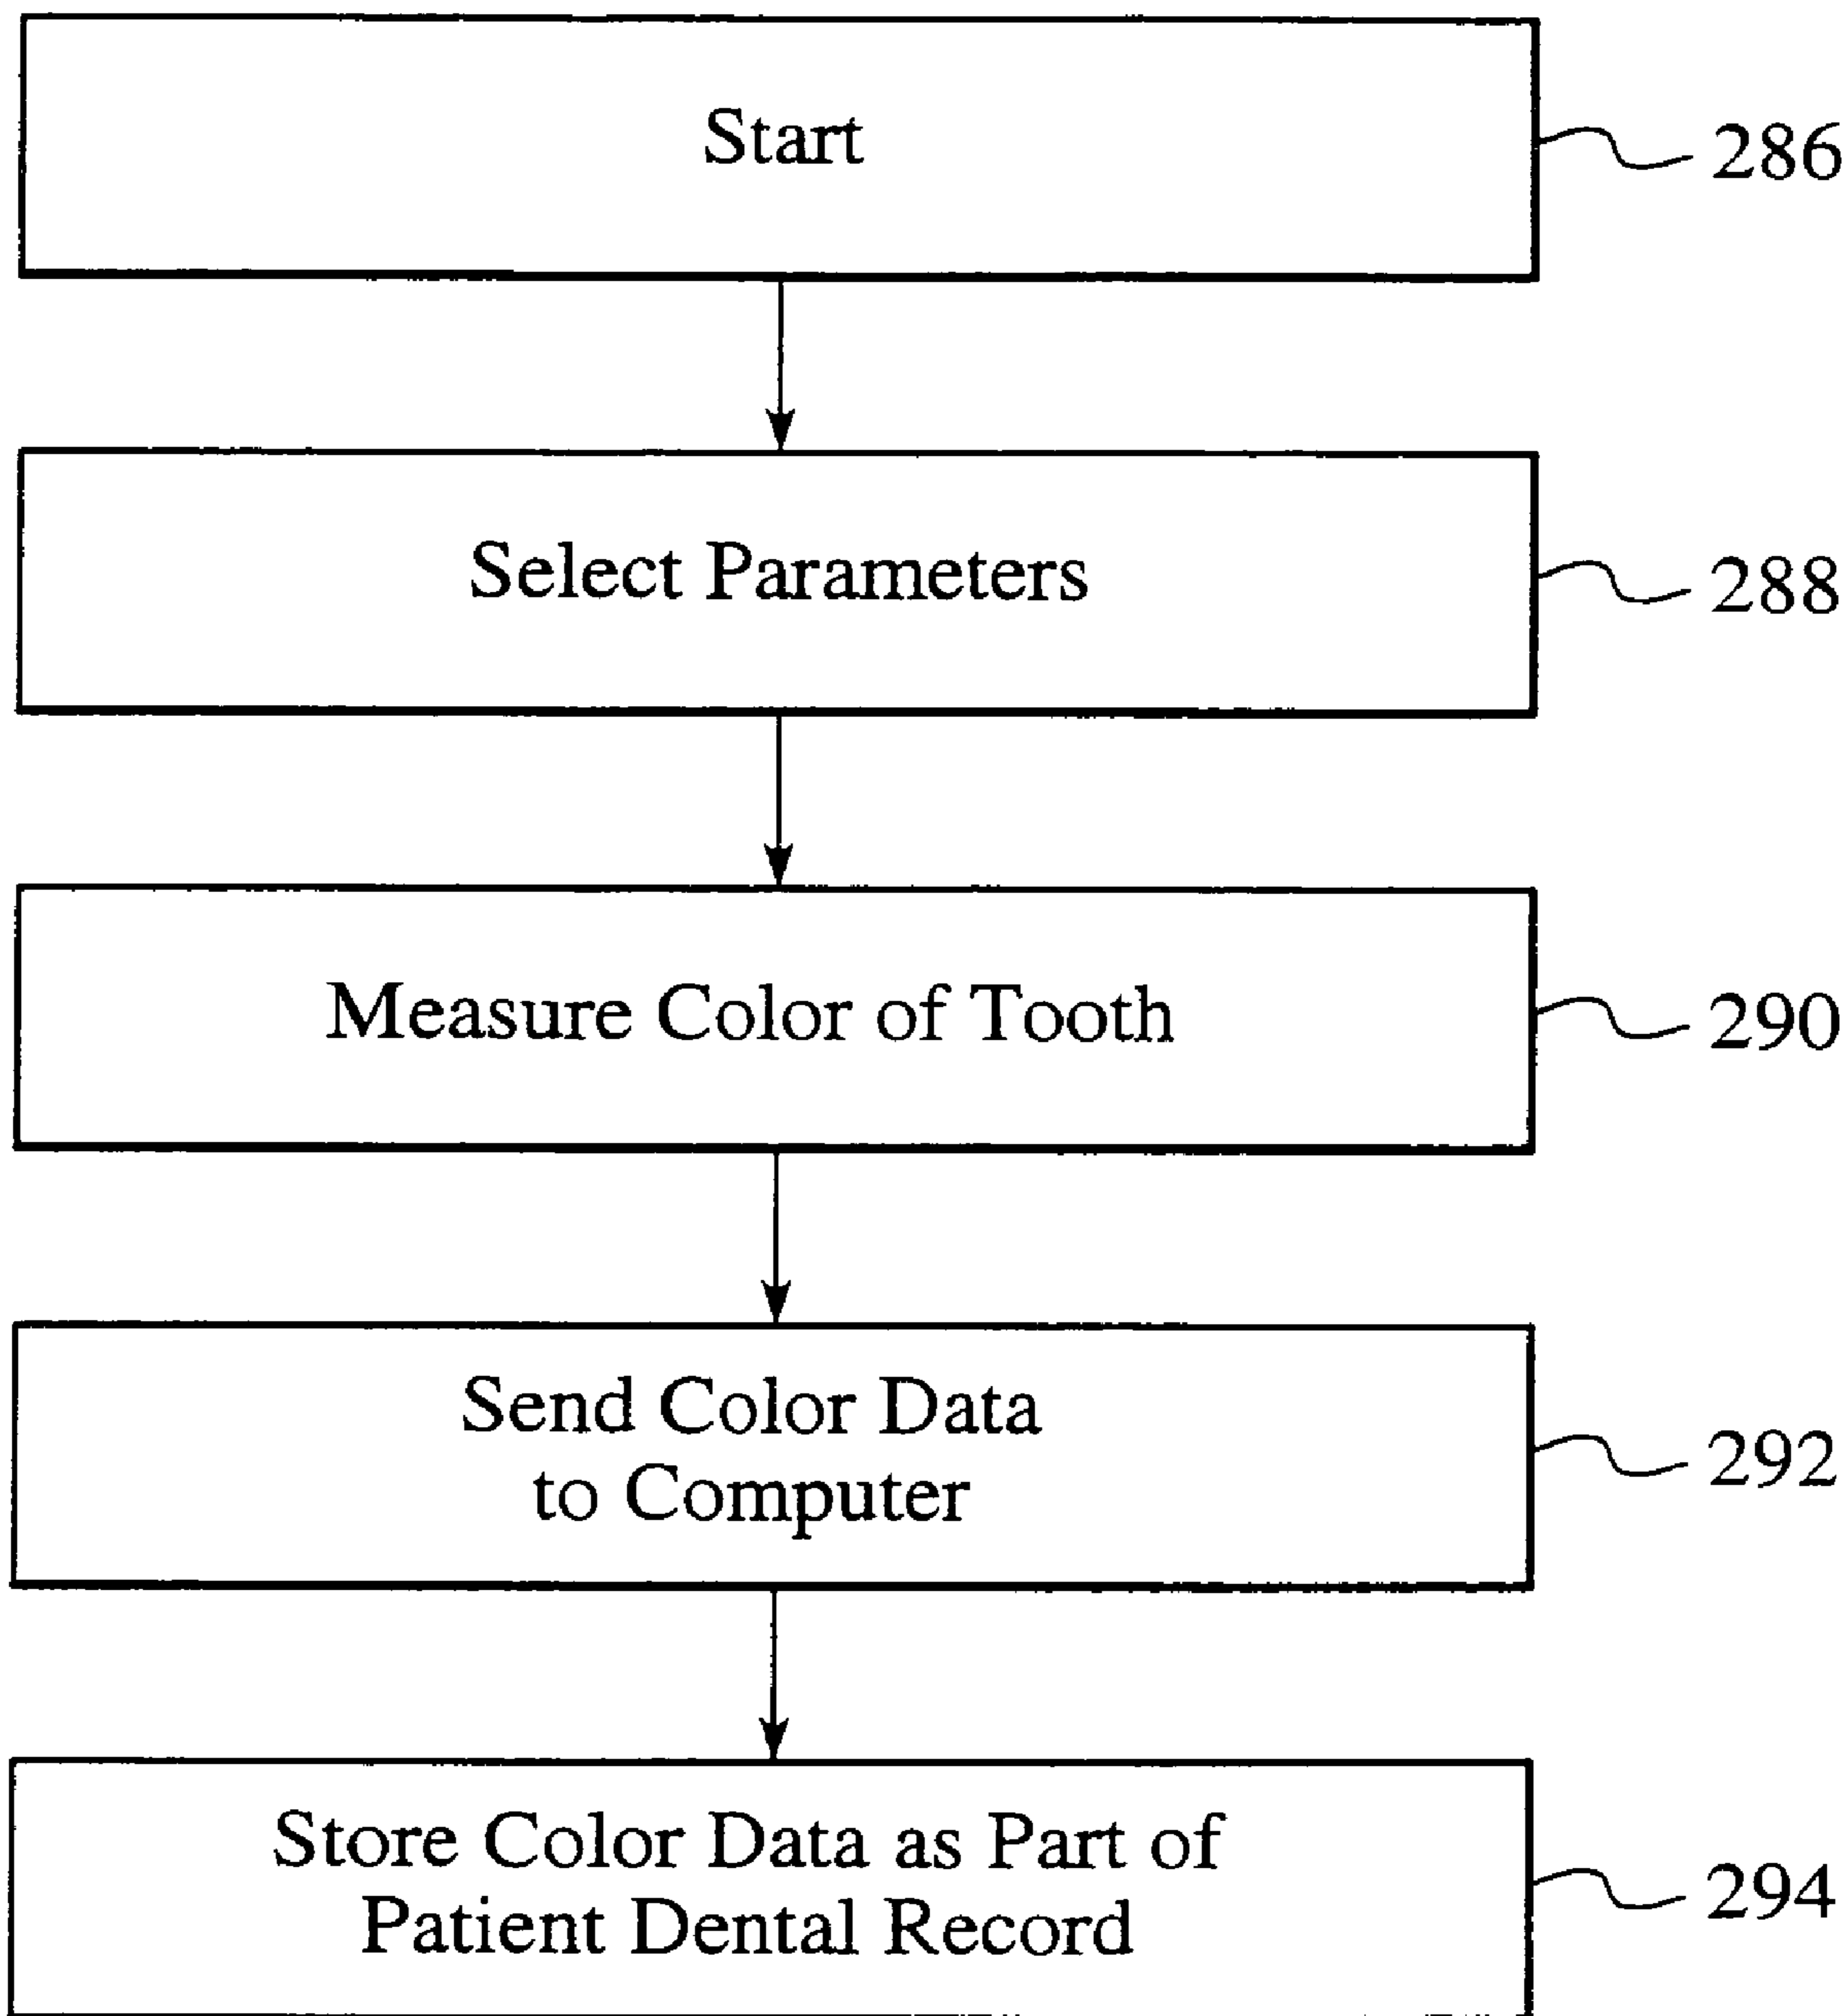 Start
286
Select Parameters
288
Measure Color of Tooth
290
Send Color Data
to Computer
292
Store Color Data as Part of
Patient Dental Record
294